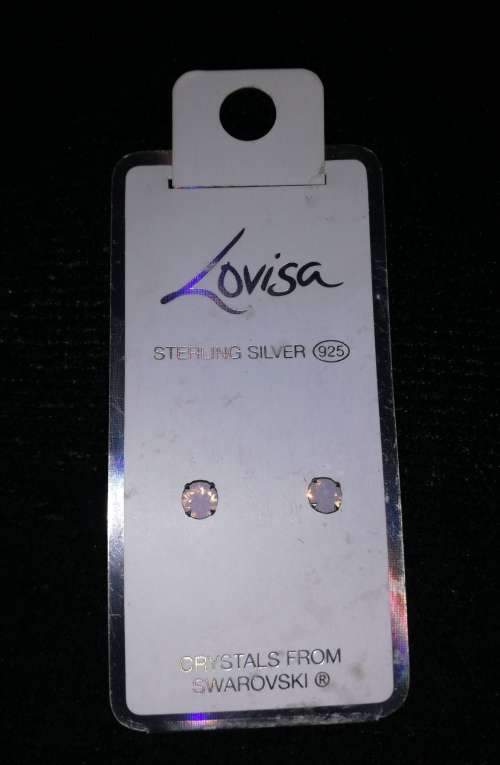 Lovisa
STERLING SILVER 925
CRYSTALS FROM
SWAROVSKI ®